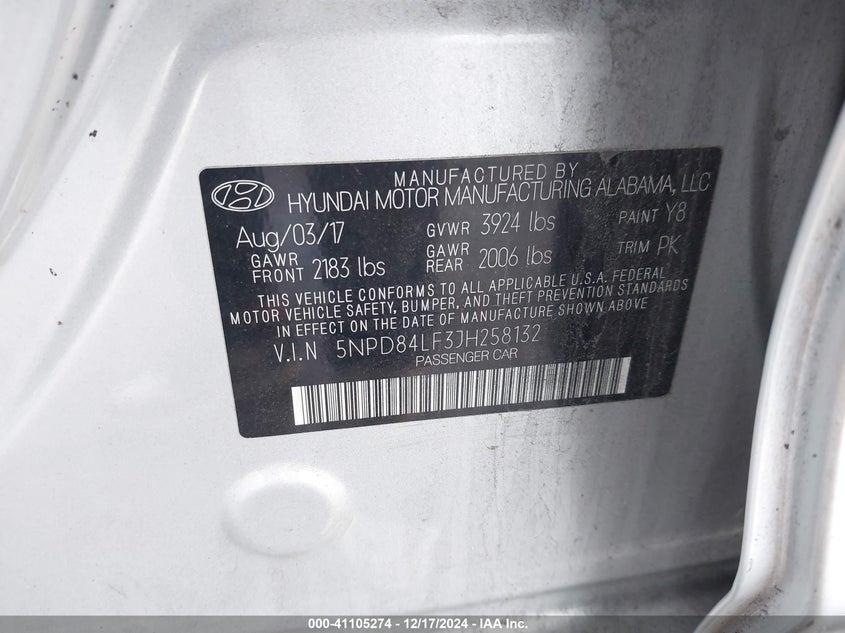 MANUFACTURED BY
HYUNDAI MOTOR MANUFACTURING ALABAMA, LLC
Aug/03/17 GVWR 3924 lbs PAINT Y8
GAWR FRONT 2183 lbs GAWR REAR 2006 lbs TRIM PK
THIS VEHICLE CONFORMS TO ALL APPLICABLE U.S.A. FEDERAL
MOTOR VEHICLE SAFETY, BUMPER, AND THEFT PREVENTION STANDARDS
IN EFFECT ON THE DATE OF MANUFACTURE SHOWN ABOVE
V.I.N 5NPD84LF3JH258132
PASSENGER CAR
000-41105274 - 12/17/2024 - IAA, Inc.